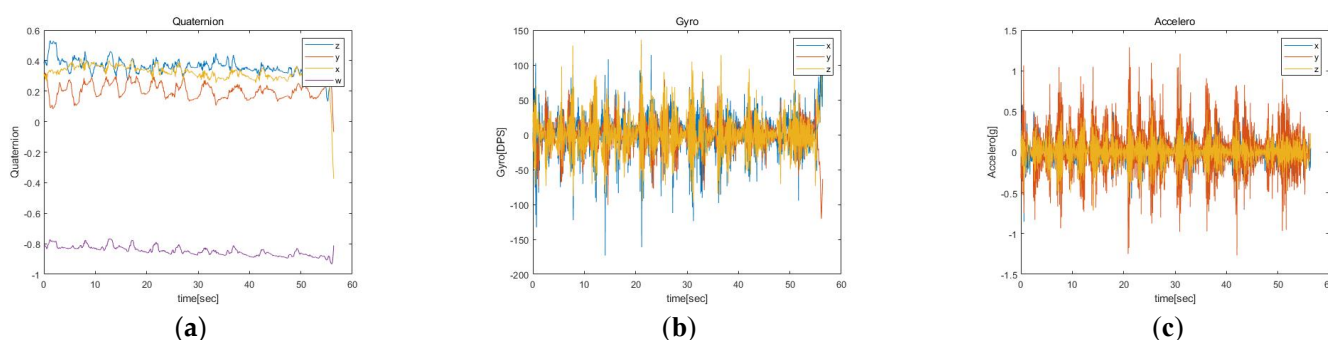 Quaternion
0.6
0.4
0.2
0
-0.2
-0.4
-0.6
-0.8
-1
0 10 20 30 40 50 60
Quaternion
time[sec]
z
y
x
w
(a)
Gyro
150
100
50
0
-50
-100
-150
-200
0 10 20 30 40 50 60
Gyro[DPS]
time[sec]
x
y
z
(b)
Accelero
1.5
1
0.5
0
-0.5
-1
-1.5
0 10 20 30 40 50 60
Accelero[g]
time[sec]
x
y
z
(c)